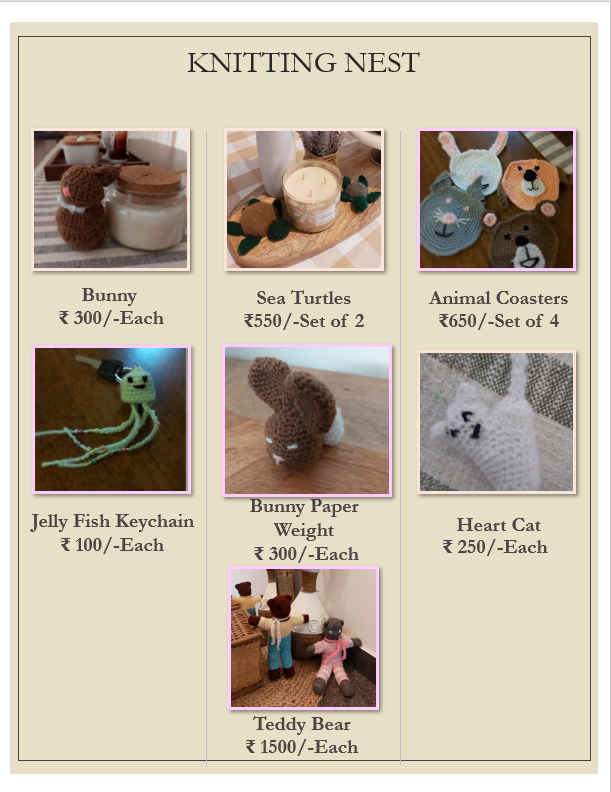 KNITTING NEST
Bunny
₹ 300/-Each
Sea Turtles
₹550/-Set of 2
Animal Coasters
₹650/-Set of 4
Jelly Fish Keychain
₹ 100/-Each
Bunny Paper
Weight
₹ 300/-Each
Heart Cat
₹ 250/-Each
Teddy Bear
₹ 1500/-Each